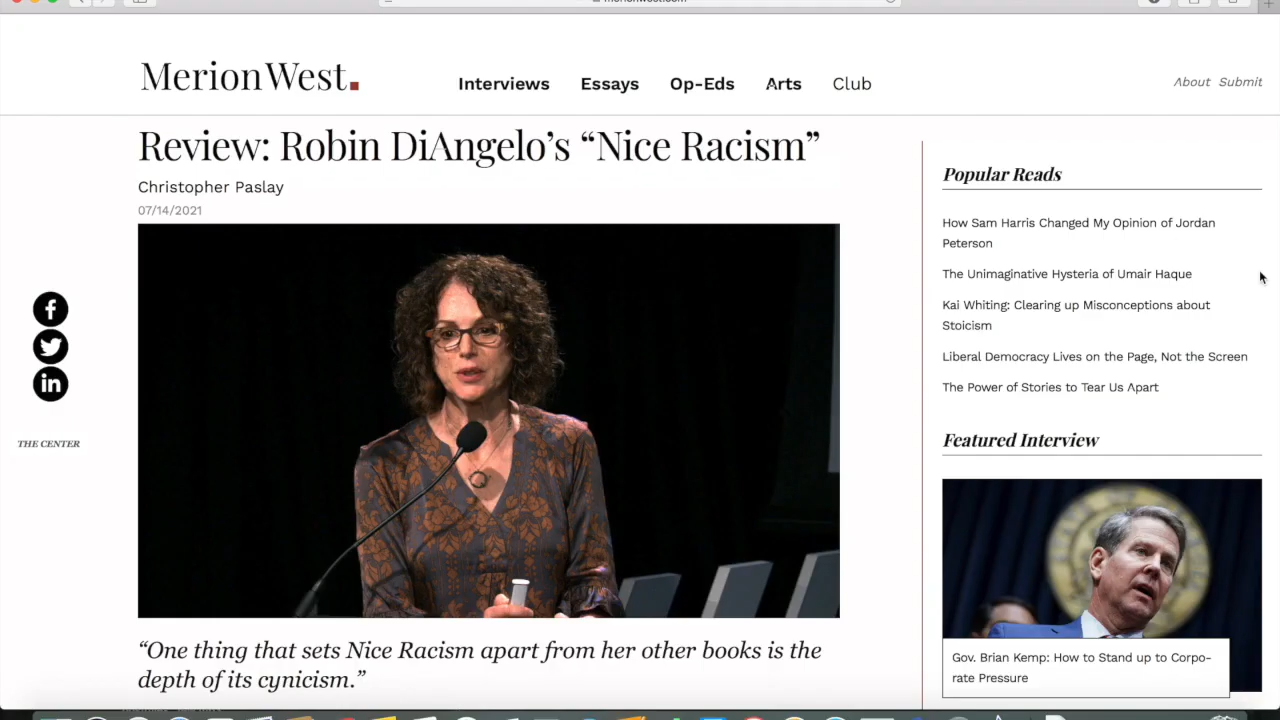 MerionWest.
Interviews
Essays
Op-Eds
Arts
Club
About
Submit
Review: Robin DiAngelo’s “Nice Racism”
Christopher Paslay
07/14/2021
THE CENTER
“One thing that sets Nice Racism apart from her other books is the
depth of its cynicism.”
Popular Reads
How Sam Harris Changed My Opinion of Jordan
Peterson
The Unimaginative Hysteria of Umair Haque
Kai Whiting: Clearing up Misconceptions about
Stoicism
Liberal Democracy Lives on the Page, Not the Screen
The Power of Stories to Tear Us Apart
Featured Interview
Gov. Brian Kemp: How to Stand up to Corpo-
rate Pressure